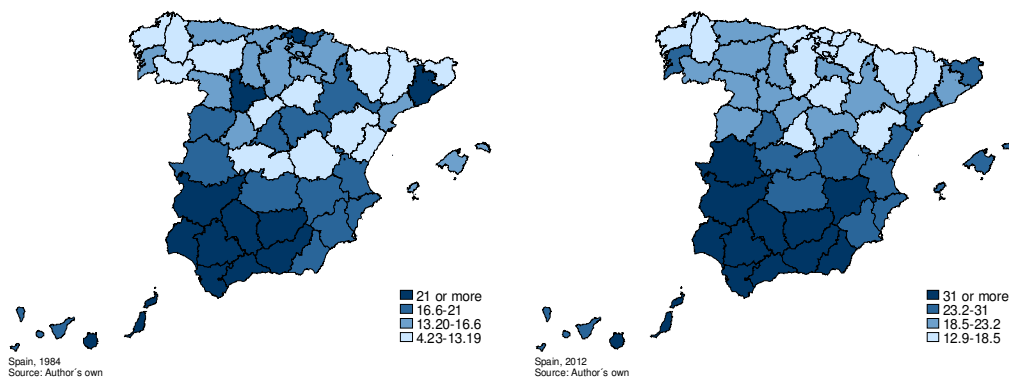 21 or more
16.6-21
13.20-16.6
4.23-13.19
Spain, 1984
Source: Author´s own
31 or more
23.2-31
18.5-23.2
12.9-18.5
Spain, 2012
Source: Author´s own